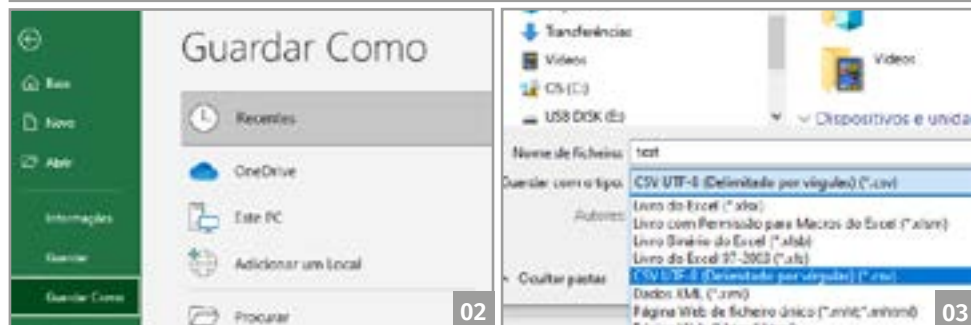 Guardar Como
Base
Novo
Abrir
Informações
Guardar
Guardar Como
Recentes
OneDrive
Este PC
Adicionar um Local
Procurar
02
Transferências
Vídeos
OS (C:)
USB DISK (E:)
Vídeos
Dispositivos e unida
Nome de ficheiro: test
Guardar com o tipo: CSV UTF-8 (Delimitado por vírgulas) (*.csv)
Autores:
Livro do Excel (*.xlsx)
Livro com Permissão para Macros do Excel (*.xlsm)
Livro Binário do Excel (*.xlsb)
Livro do Excel 97-2003 (*.xls)
CSV UTF-8 (Delimitado por vírgulas) (*.csv)
Dados XML (*.xml)
Página Web de ficheiro único (*.mht;*.mhtml)
Ocultar pastas
03